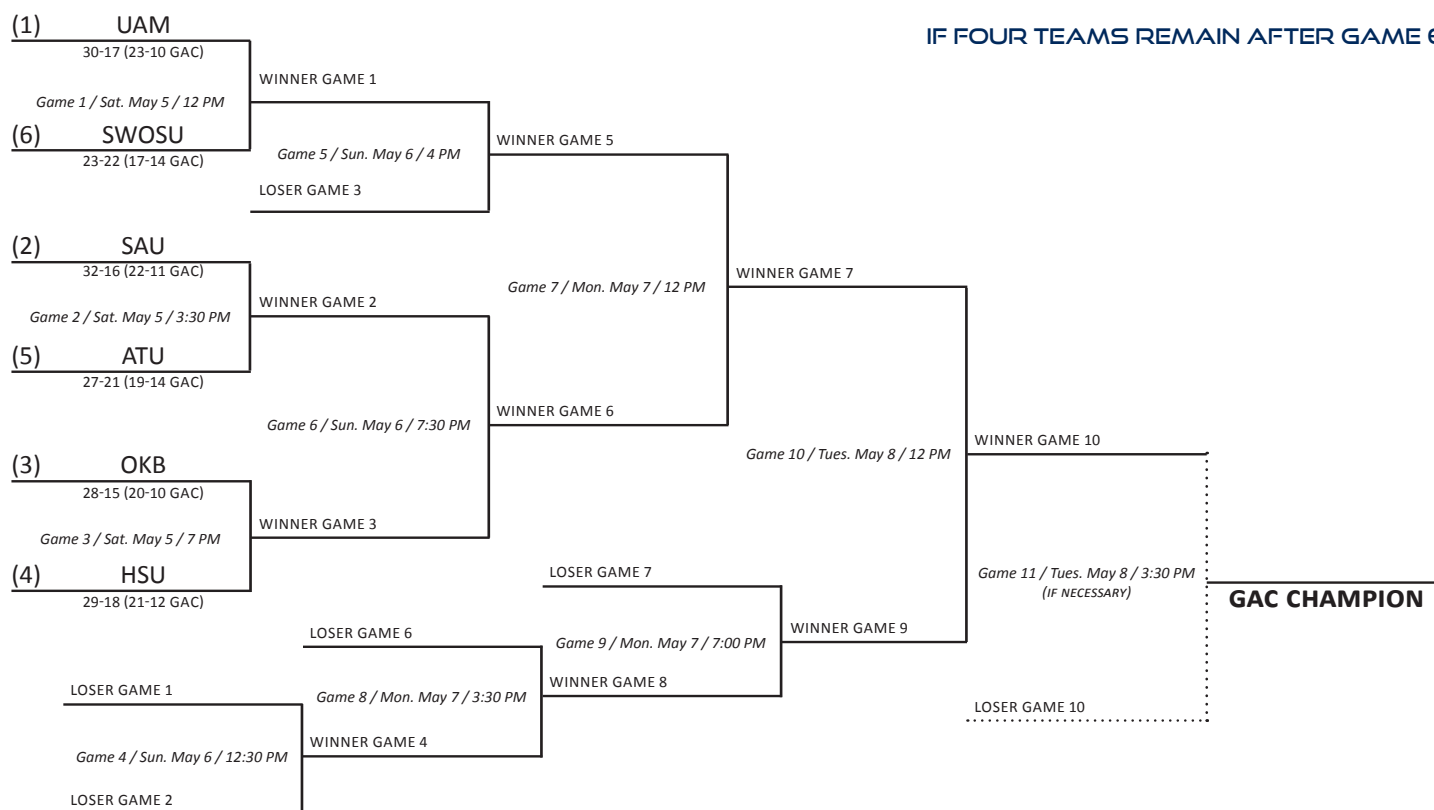 (1) UAM
30-17 (23-10 GAC)
Game 1 / Sat. May 5 / 12 PM
(6) SWOSU
23-22 (17-14 GAC)
(2) SAU
32-16 (22-11 GAC)
Game 2 / Sat. May 5 / 3:30 PM
(5) ATU
27-21 (19-14 GAC)
(3) OKB
28-15 (20-10 GAC)
Game 3 / Sat. May 5 / 7 PM
(4) HSU
29-18 (21-12 GAC)
LOSER GAME 1
Game 4 / Sun. May 6 / 12:30 PM
LOSER GAME 2
WINNER GAME 1
Game 5 / Sun. May 6 / 4 PM
LOSER GAME 3
WINNER GAME 2
Game 6 / Sun. May 6 / 7:30 PM
WINNER GAME 3
LOSER GAME 6
Game 8 / Mon. May 7 / 3:30 PM
WINNER GAME 4
WINNER GAME 5
Game 7 / Mon. May 7 / 12 PM
WINNER GAME 6
LOSER GAME 7
Game 9 / Mon. May 7 / 7:00 PM
WINNER GAME 8
WINNER GAME 7
Game 10 / Tues. May 8 / 12 PM
WINNER GAME 9
IF FOUR TEAMS REMAIN AFTER GAME 6
WINNER GAME 10
Game 11 / Tues. May 8 / 3:30 PM
(IF NECESSARY)
LOSER GAME 10
GAC CHAMPION